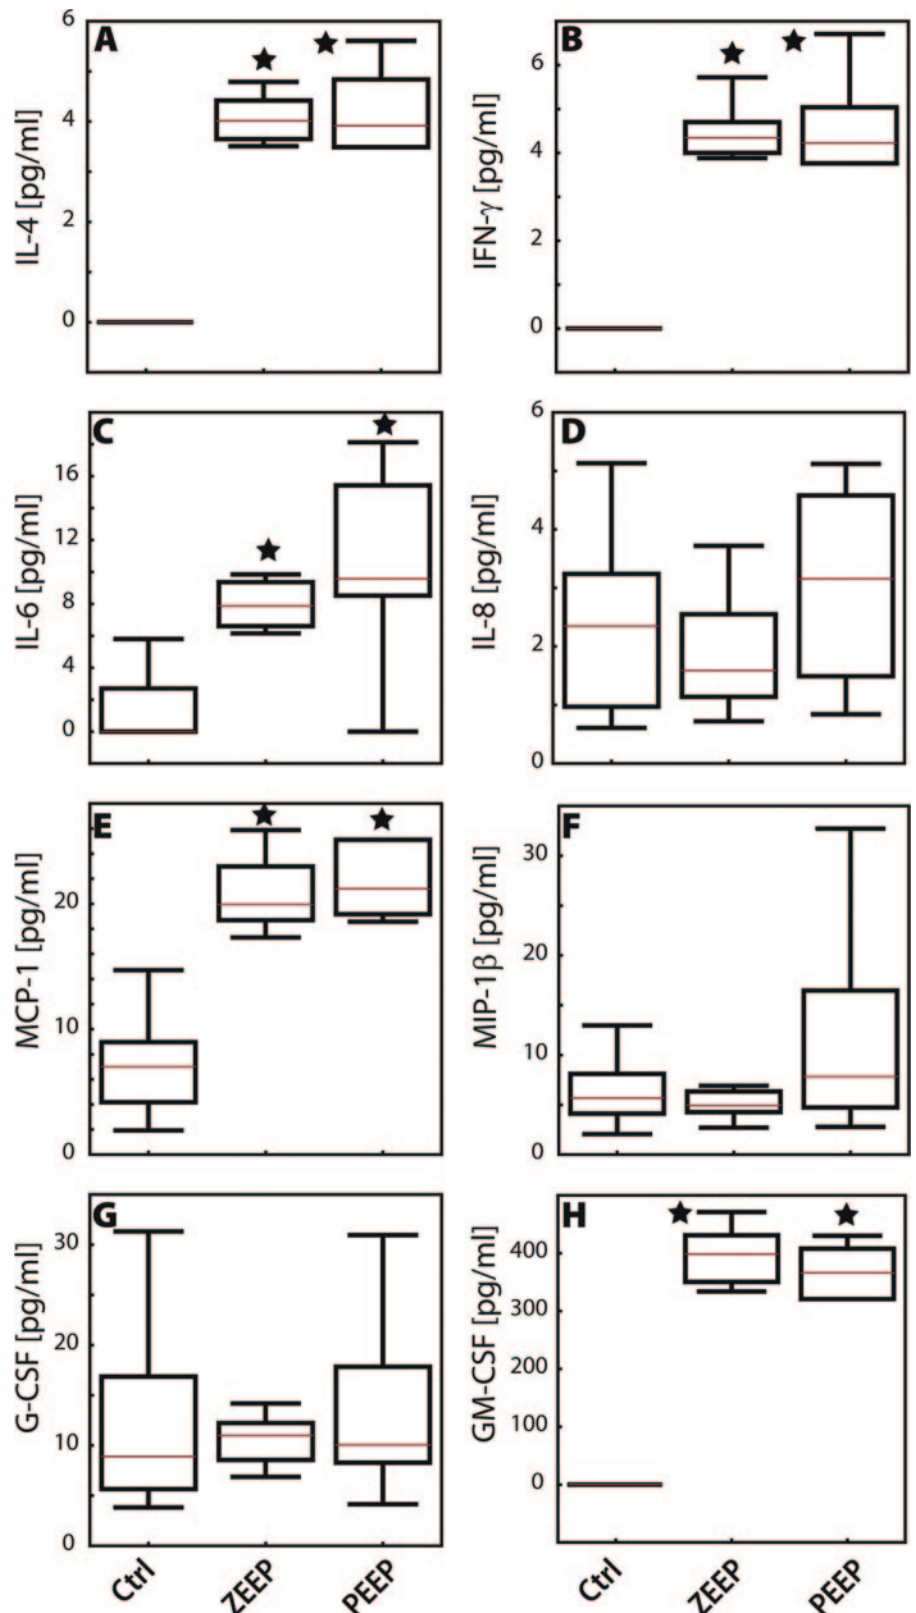 A
IL-4 [pg/ml]
6
4
2
0
B
IFN-γ [pg/ml]
6
4
2
0
C
IL-6 [pg/ml]
16
12
8
4
0
D
IL-8 [pg/ml]
6
4
2
0
E
MCP-1 [pg/ml]
20
10
0
F
MIP-1β [pg/ml]
30
20
10
0
G
G-CSF [pg/ml]
30
20
10
0
Ctrl
ZEEP
PEEP
H
GM-CSF [pg/ml]
400
300
200
100
0
Ctrl
ZEEP
PEEP